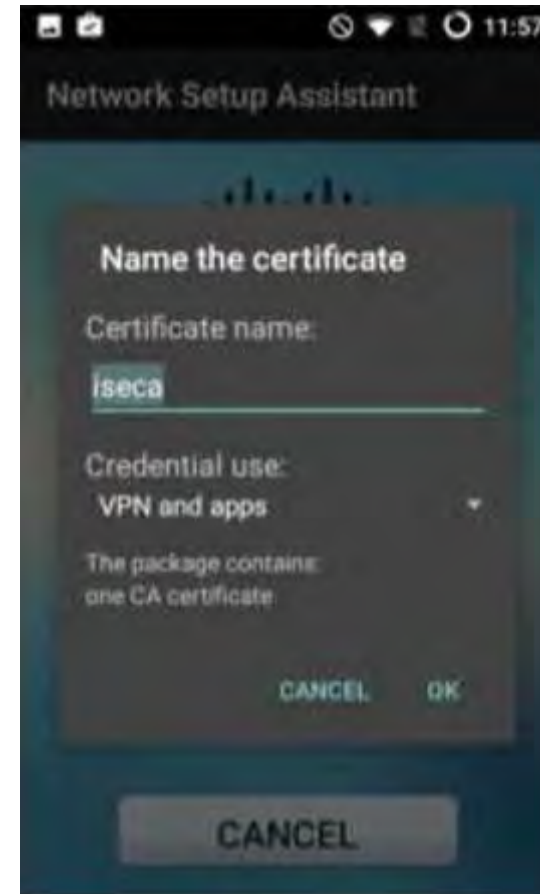 11:57
Network Setup Assistant
Name the certificate
Certificate name:
iseca
Credential use:
VPN and apps
The package contains:
one CA certificate
CANCEL OK
CANCEL